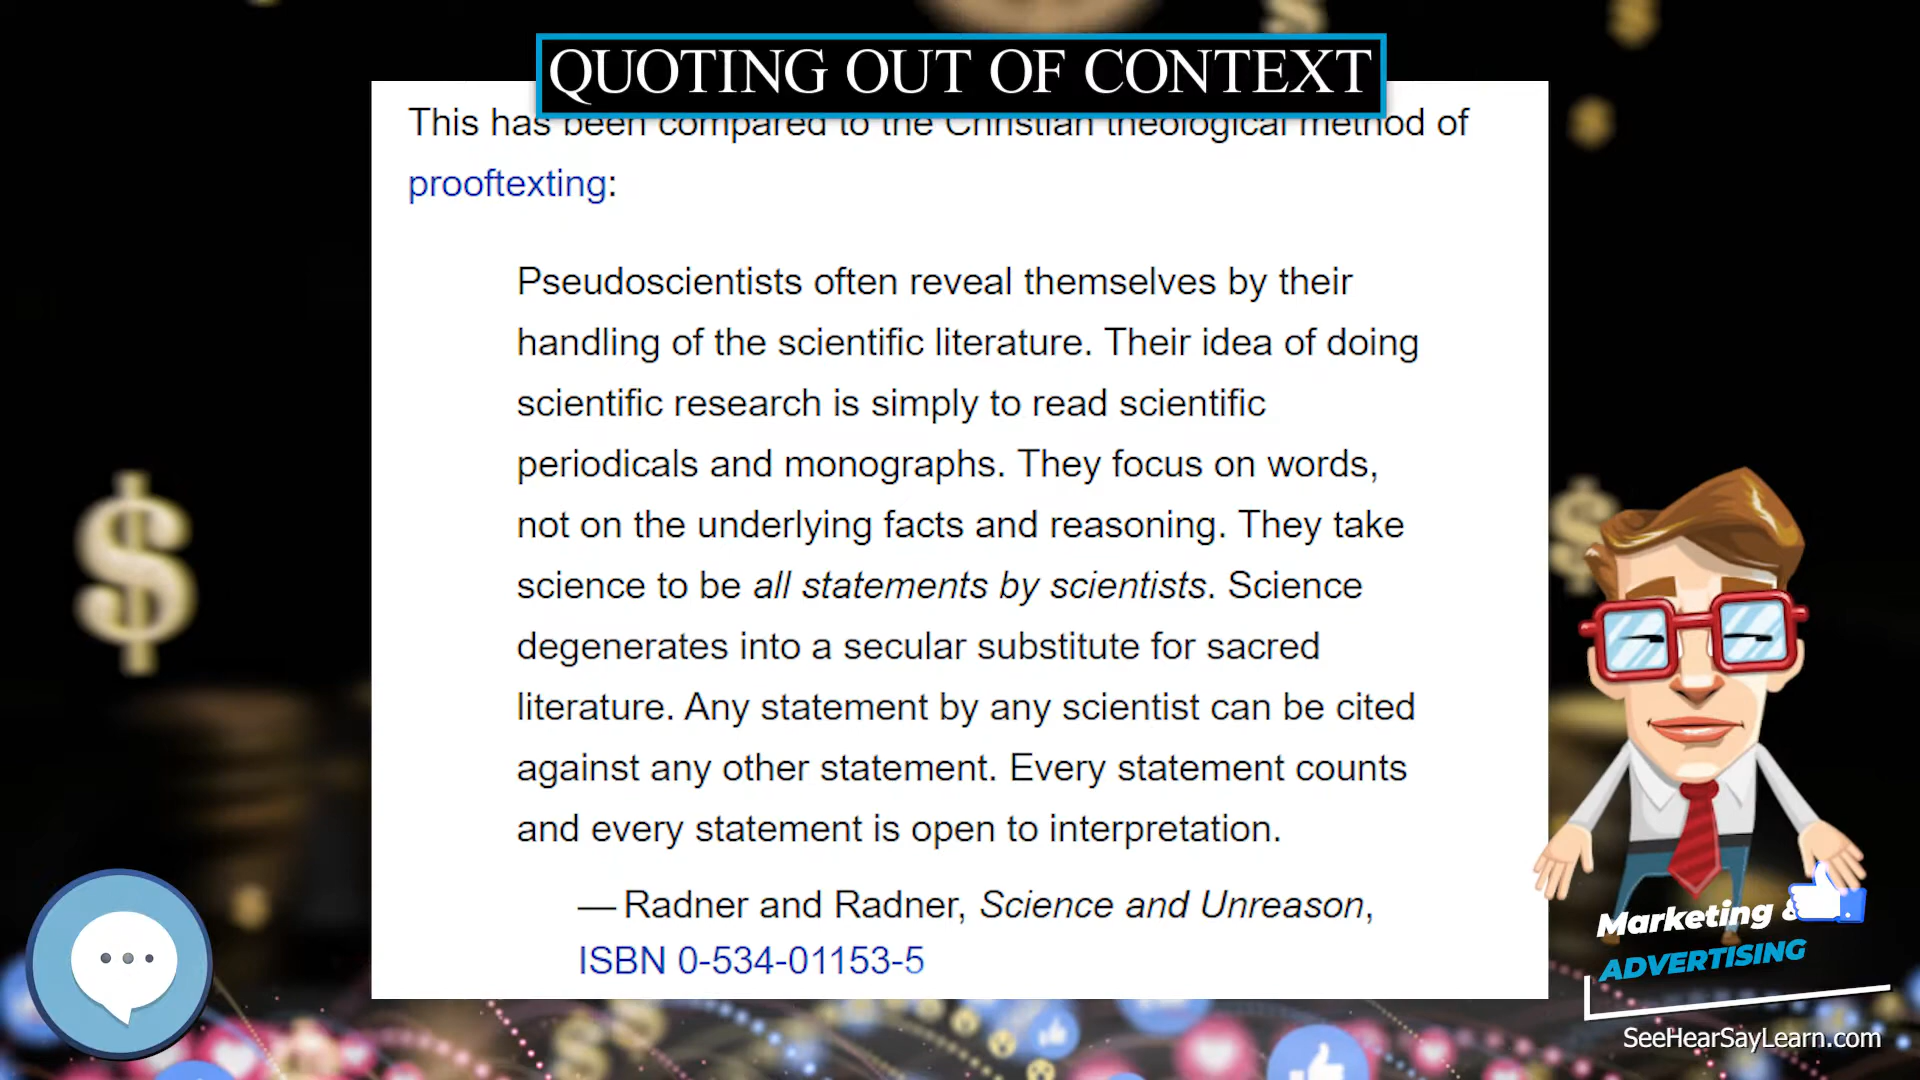 QUOTING OUT OF CONTEXT
This has been compared to the Christian theological method of
prooftexting:
Pseudoscientists often reveal themselves by their
handling of the scientific literature. Their idea of doing
scientific research is simply to read scientific
periodicals and monographs. They focus on words,
not on the underlying facts and reasoning. They take
science to be all statements by scientists. Science
degenerates into a secular substitute for sacred
literature. Any statement by any scientist can be cited
against any other statement. Every statement counts
and every statement is open to interpretation.
— Radner and Radner, Science and Unreason,
ISBN 0-534-01153-5
Marketing &
ADVERTISING
SeeHearSayLearn.com